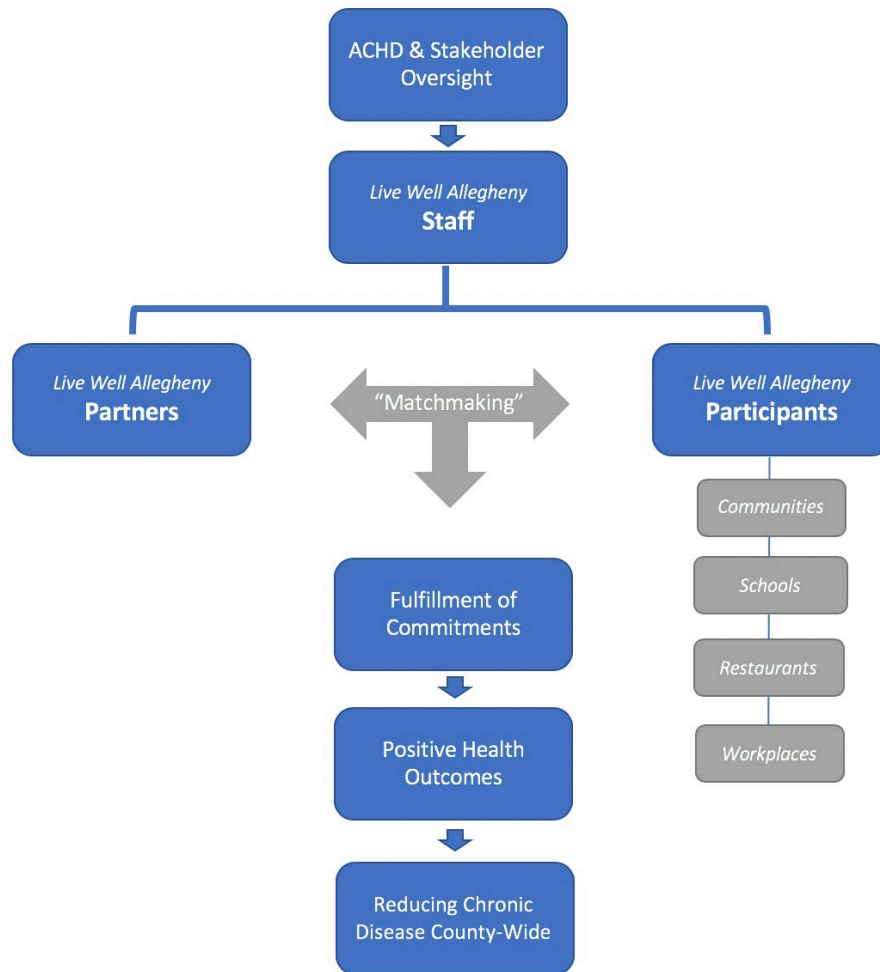 ACHD & Stakeholder
Oversight
Live Well Allegheny
Staff
Live Well Allegheny
Partners
“Matchmaking”
Live Well Allegheny
Participants
Communities
Schools
Restaurants
Workplaces
Fulfillment of
Commitments
Positive Health
Outcomes
Reducing Chronic
Disease County-Wide